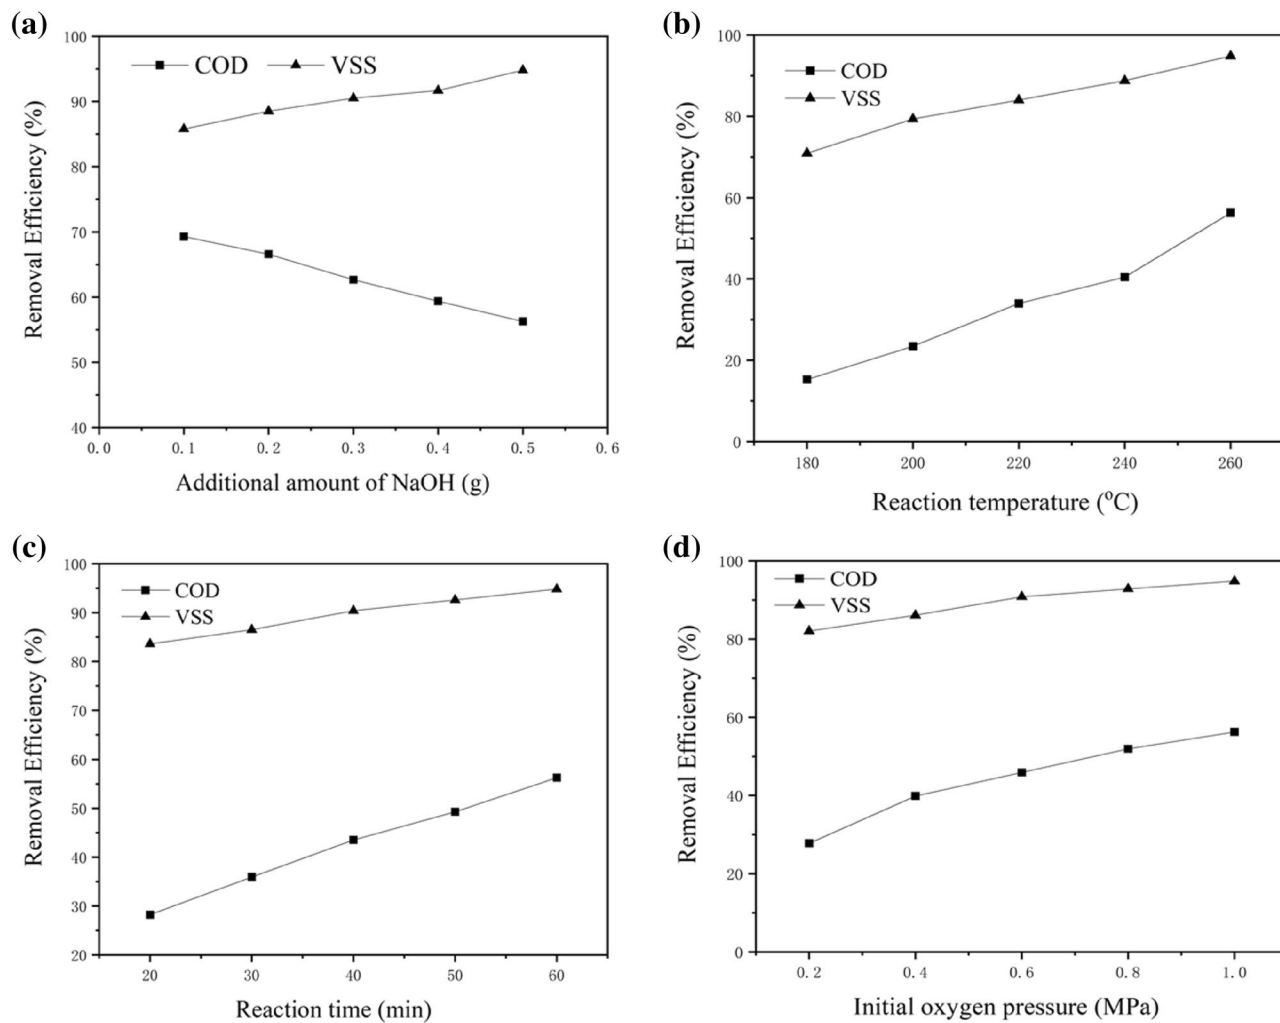 (a)
100
90
80
70
60
50
40
COD VSS
Removal Efficiency (%)
0.0 0.1 0.2 0.3 0.4 0.5 0.6
Additional amount of NaOH (g)
(b)
100
80
60
40
20
0
COD
VSS
Removal Efficiency (%)
180 200 220 240 260
Reaction temperature (°C)
(c)
100
90
80
70
60
50
40
30
20
COD
VSS
Removal Efficiency (%)
20 30 40 50 60
Reaction time (min)
(d)
100
80
60
40
20
0
COD
VSS
Removal Efficiency (%)
0.2 0.4 0.6 0.8 1.0
Initial oxygen pressure (MPa)